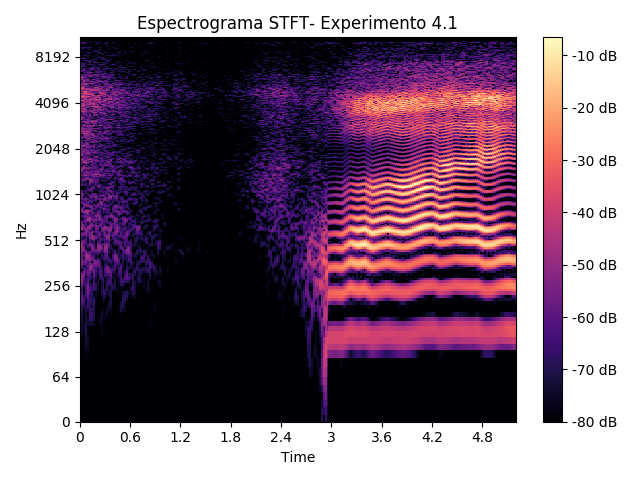 Espectrograma STFT- Experimento 4.1
Hz
8192
4096
2048
1024
512
256
128
64
0
0 0.6 1.2 1.8 2.4 3 3.6 4.2 4.8
Time
-10 dB
-20 dB
-30 dB
-40 dB
-50 dB
-60 dB
-70 dB
-80 dB